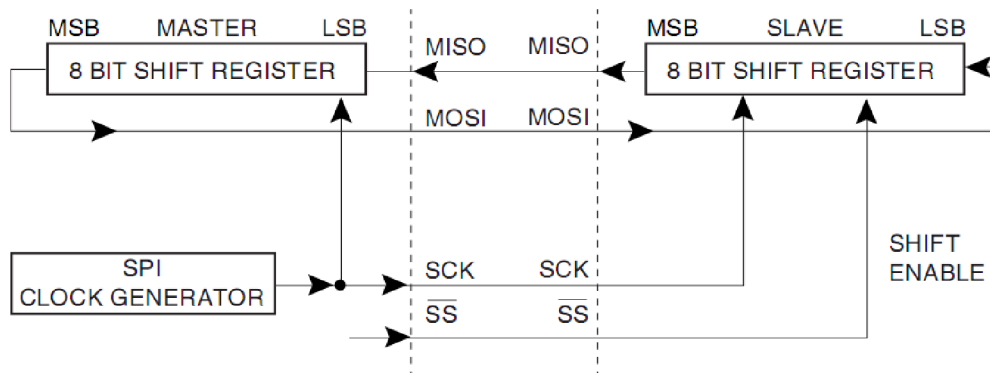 MSB MASTER LSB
8 BIT SHIFT REGISTER
MISO MISO
MSB SLAVE LSB
8 BIT SHIFT REGISTER
MOSI MOSI
SPI
CLOCK GENERATOR
SCK SCK
SS SS
SHIFT
ENABLE